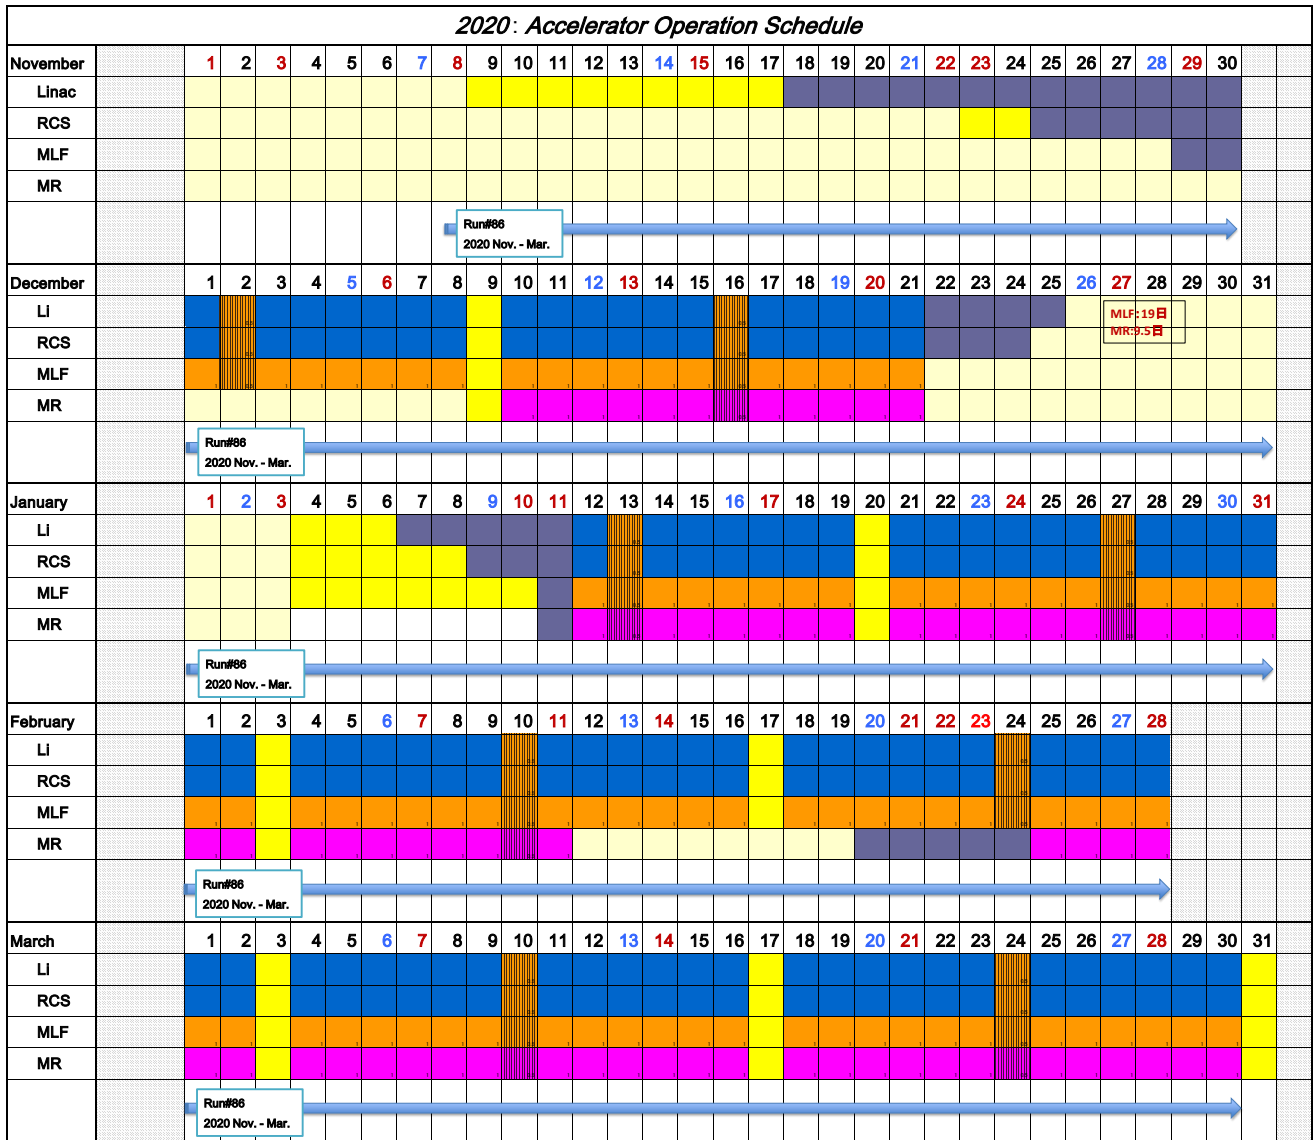 2020: Accelerator Operation Schedule
November 1 2 3 4 5 6 7 8 9 10 11 12 13 14 15 16 17 18 19 20 21 22 23 24 25 26 27 28 29 30
Linac
RCS
MLF
MR
Run#86
2020 Nov. - Mar.
December 1 2 3 4 5 6 7 8 9 10 11 12 13 14 15 16 17 18 19 20 21 22 23 24 25 26 27 28 29 30 31
Li
MLF:19日
RCS
MR:9.5日
MLF
MR
Run#86
2020 Nov. - Mar.
January 1 2 3 4 5 6 7 8 9 10 11 12 13 14 15 16 17 18 19 20 21 22 23 24 25 26 27 28 29 30 31
Li
RCS
MLF
MR
Run#86
2020 Nov. - Mar.
February 1 2 3 4 5 6 7 8 9 10 11 12 13 14 15 16 17 18 19 20 21 22 23 24 25 26 27 28
Li
RCS
MLF
MR
Run#86
2020 Nov. - Mar.
March 1 2 3 4 5 6 7 8 9 10 11 12 13 14 15 16 17 18 19 20 21 22 23 24 25 26 27 28 29 30 31
Li
RCS
MLF
MR
Run#86
2020 Nov. - Mar.